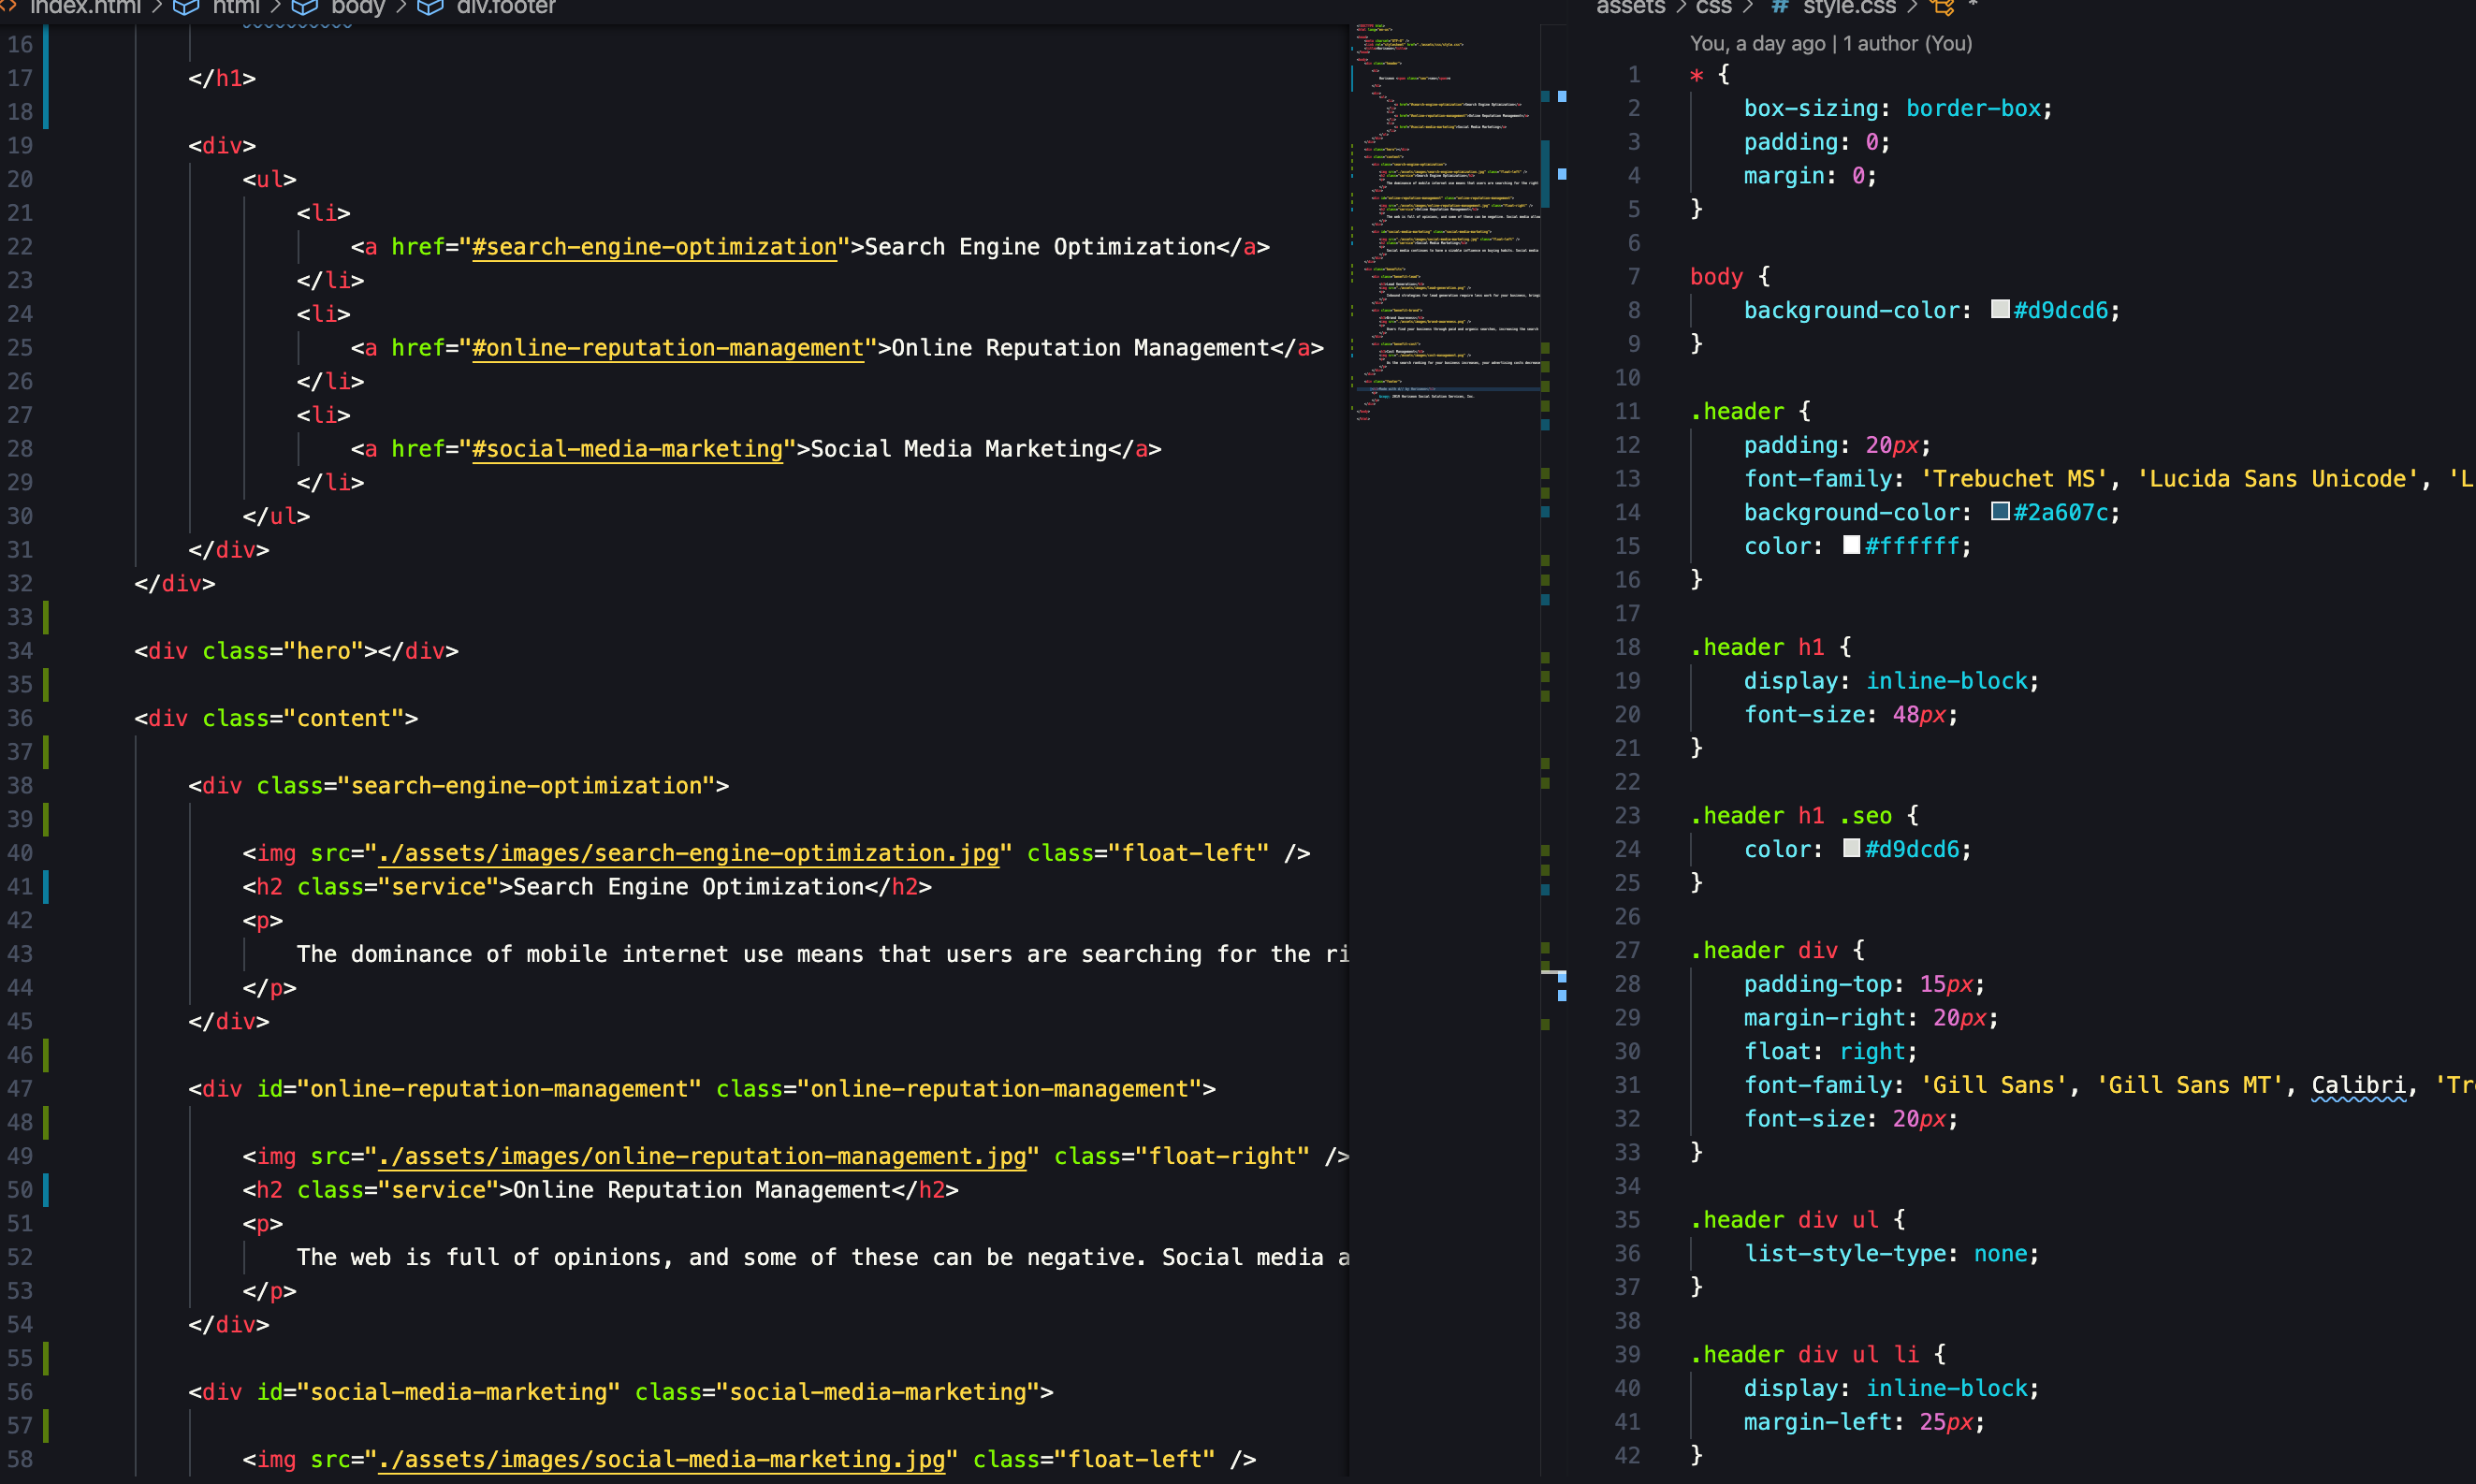 index.html > html > body > div.footer
16
17 </h1>
18
19 <div>
20 <ul>
21 <li>
22 <a href="#search-engine-optimization">Search Engine Optimization</a>
23 </li>
24 <li>
25 <a href="#online-reputation-management">Online Reputation Management</a>
26 </li>
27 <li>
28 <a href="#social-media-marketing">Social Media Marketing</a>
29 </li>
30 </ul>
31 </div>
32 </div>
33
34 <div class="hero"></div>
35
36 <div class="content">
37
38 <div class="search-engine-optimization">
39
40 <img src="./assets/images/search-engine-optimization.jpg" class="float-left" />
41 <h2 class="service">Search Engine Optimization</h2>
42 <p>
43 The dominance of mobile internet use means that users are searching for the ri
44 </p>
45 </div>
46
47 <div id="online-reputation-management" class="online-reputation-management">
48
49 <img src="./assets/images/online-reputation-management.jpg" class="float-right" />
50 <h2 class="service">Online Reputation Management</h2>
51 <p>
52 The web is full of opinions, and some of these can be negative. Social media a
53 </p>
54 </div>
55
56 <div id="social-media-marketing" class="social-media-marketing">
57
58 <img src="./assets/images/social-media-marketing.jpg" class="float-left" />
assets > css > # style.css > *
You, a day ago | 1 author (You)
1 * {
2 box-sizing: border-box;
3 padding: 0;
4 margin: 0;
5 }
6
7 body {
8 background-color: #d9dcd6;
9 }
10
11 .header {
12 padding: 20px;
13 font-family: 'Trebuchet MS', 'Lucida Sans Unicode', 'L
14 background-color: #2a607c;
15 color: #ffffff;
16 }
17
18 .header h1 {
19 display: inline-block;
20 font-size: 48px;
21 }
22
23 .header h1 .seo {
24 color: #d9dcd6;
25 }
26
27 .header div {
28 padding-top: 15px;
29 margin-right: 20px;
30 float: right;
31 font-family: 'Gill Sans', 'Gill Sans MT', Calibri, 'Tr
32 font-size: 20px;
33 }
34
35 .header div ul {
36 list-style-type: none;
37 }
38
39 .header div ul li {
40 display: inline-block;
41 margin-left: 25px;
42 }